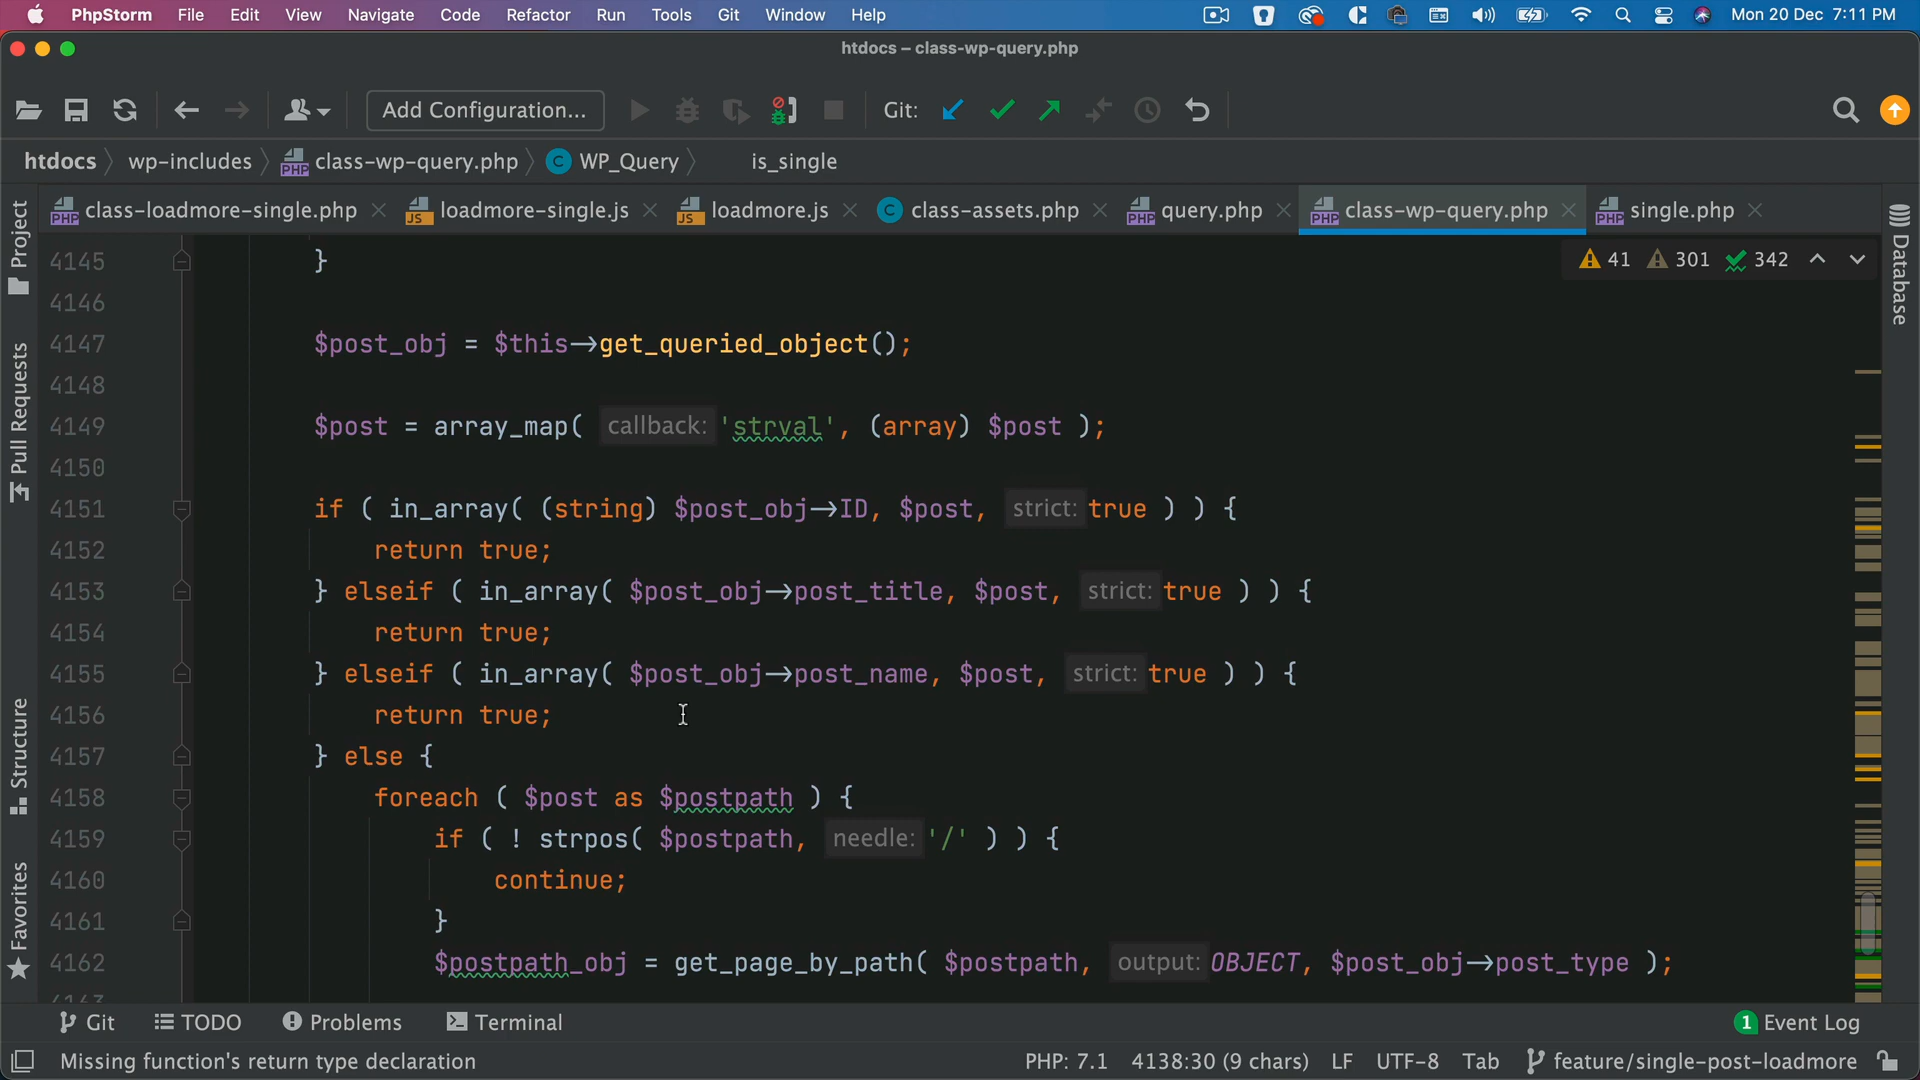 PhpStorm File Edit View Navigate Code Refactor Run Tools Git Window Help Mon 20 Dec 7:11 PM
htdocs – class-wp-query.php
Add Configuration... Git:
htdocs wp-includes class-wp-query.php WP_Query is_single
class-loadmore-single.php loadmore-single.js loadmore.js class-assets.php query.php class-wp-query.php single.php
41 301 342
4145 }
4146
4147 $post_obj = $this→get_queried_object();
4148
4149 $post = array_map( callback: 'strval', (array) $post );
4150
4151 if ( in_array( (string) $post_obj→ID, $post, strict: true ) ) {
4152 return true;
4153 } elseif ( in_array( $post_obj→post_title, $post, strict: true ) ) {
4154 return true;
4155 } elseif ( in_array( $post_obj→post_name, $post, strict: true ) ) {
4156 return true;
4157 } else {
4158 foreach ( $post as $postpath ) {
4159 if ( ! strpos( $postpath, needle: '/' ) ) {
4160 continue;
4161 }
4162 $postpath_obj = get_page_by_path( $postpath, output: OBJECT, $post_obj→post_type );
4163
Project
Pull Requests
Structure
Favorites
Database
Git TODO Problems Terminal 1 Event Log
Missing function's return type declaration PHP: 7.1 4138:30 (9 chars) LF UTF-8 Tab feature/single-post-loadmore